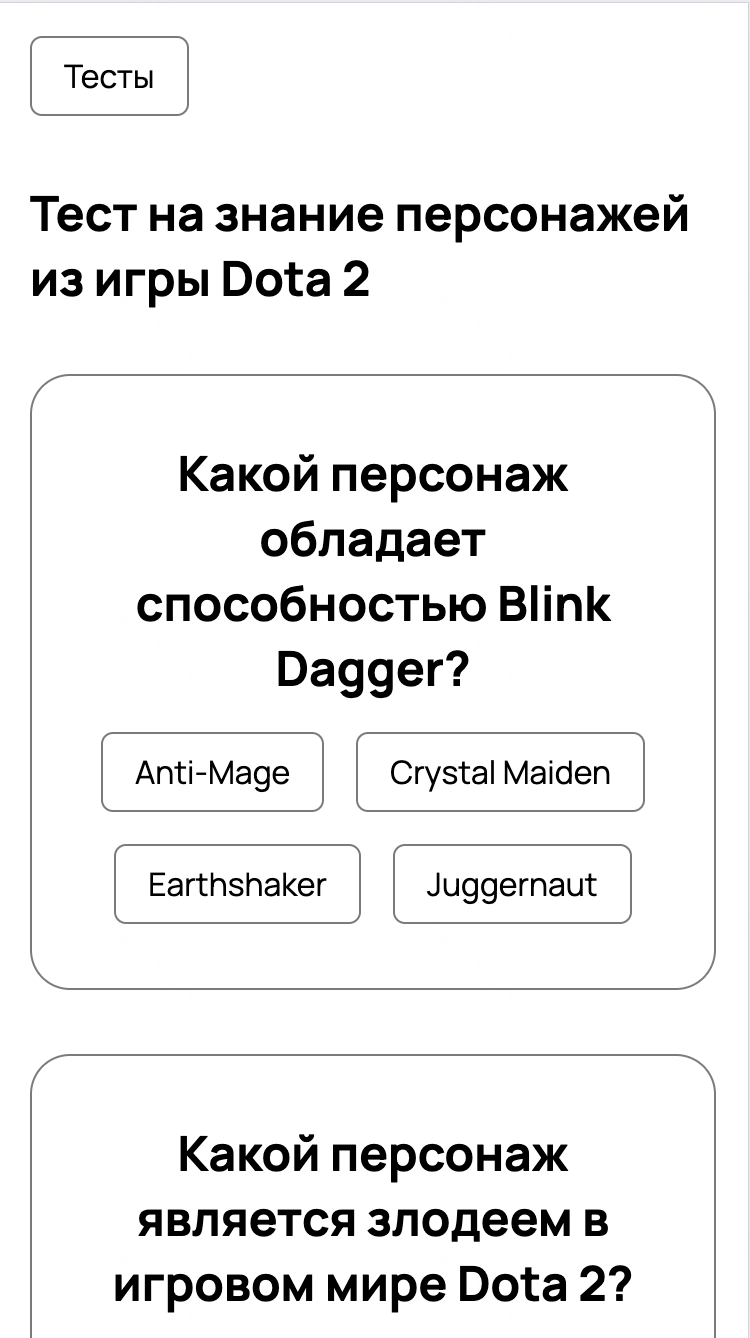 Тесты
Тест на знание персонажей
из игры Dota 2
Какой персонаж
обладает
способностью Blink
Dagger?
Anti-Mage
Crystal Maiden
Earthshaker
Juggernaut
Какой персонаж
является злодеем в
игровом мире Dota 2?